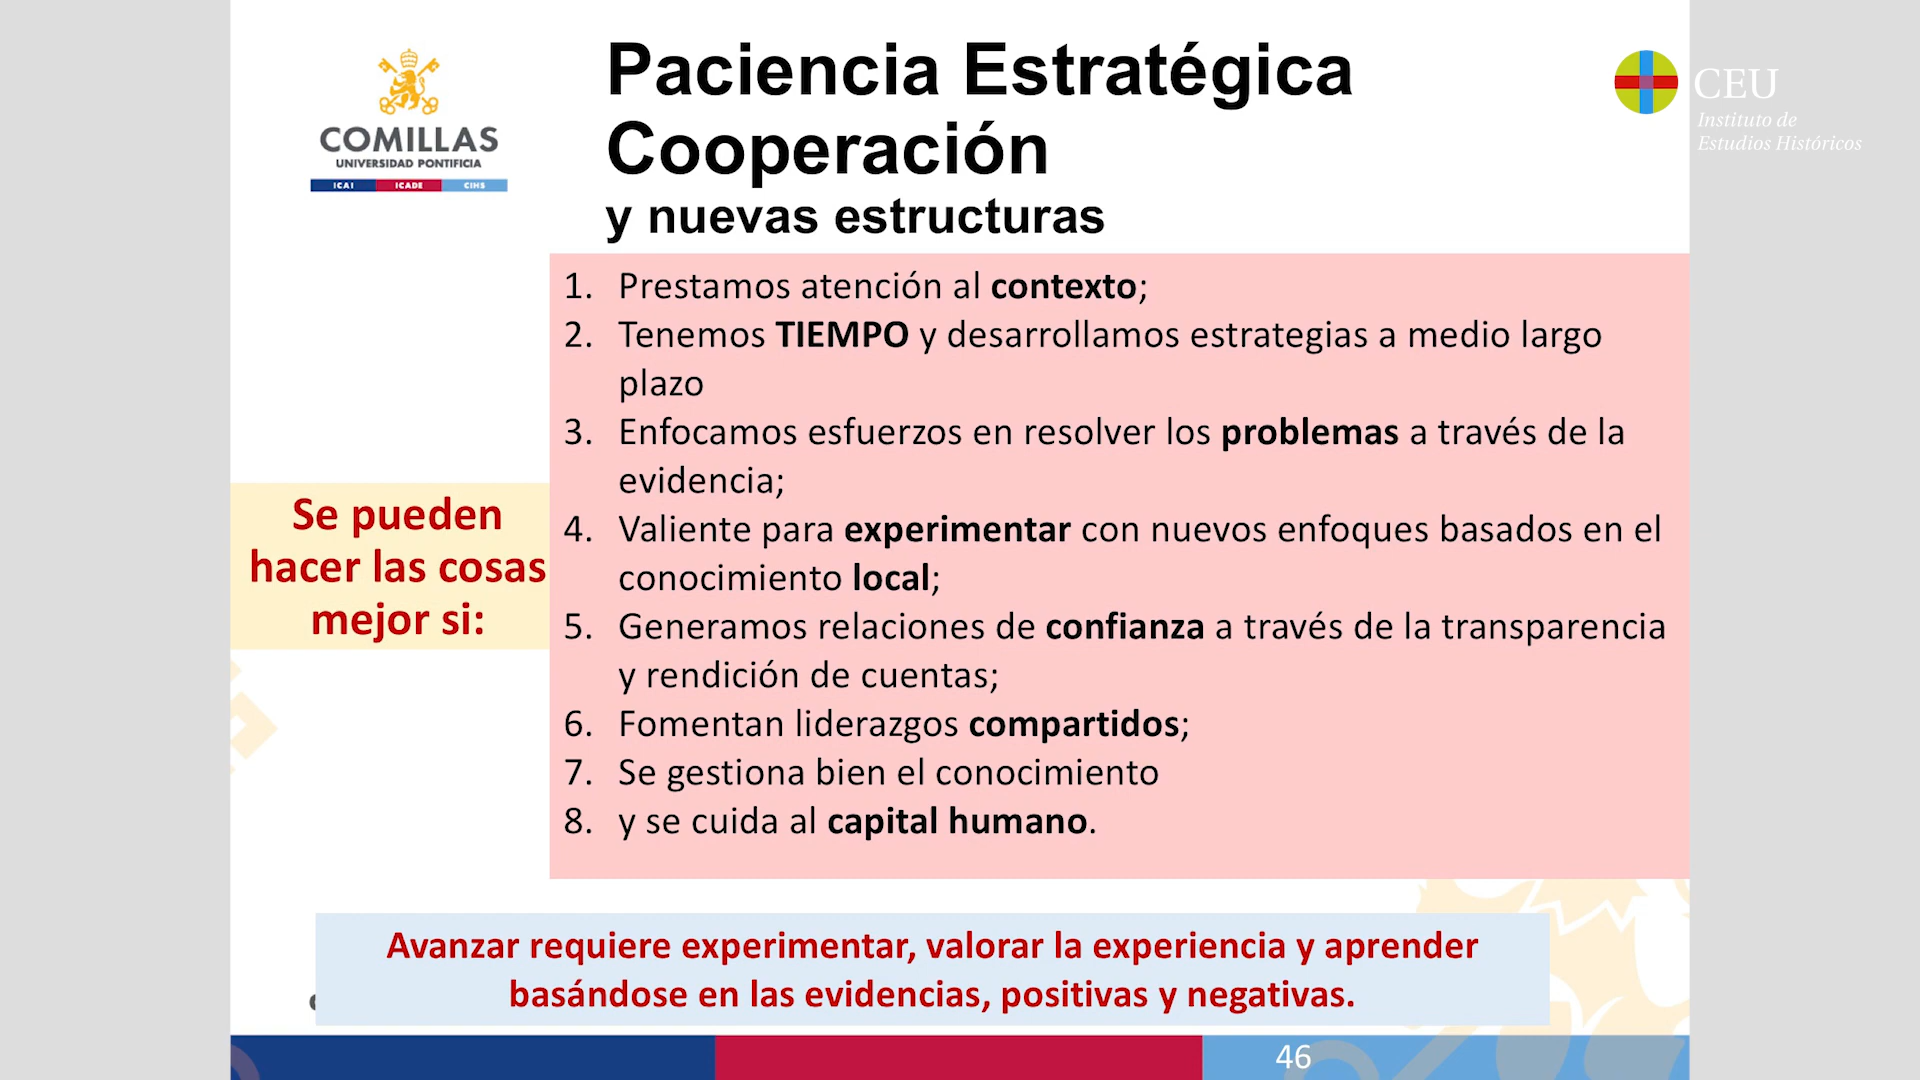 COMILLAS
UNIVERSIDAD PONTIFICIA
ICAI ICADE CIHS
Paciencia Estratégica
Cooperación
y nuevas estructuras
CEU
Instituto de
Estudios Históricos
Se pueden
hacer las cosas
mejor si:
1. Prestamos atención al contexto;
2. Tenemos TIEMPO y desarrollamos estrategias a medio largo
plazo
3. Enfocamos esfuerzos en resolver los problemas a través de la
evidencia;
4. Valiente para experimentar con nuevos enfoques basados en el
conocimiento local;
5. Generamos relaciones de confianza a través de la transparencia
y rendición de cuentas;
6. Fomentan liderazgos compartidos;
7. Se gestiona bien el conocimiento
8. y se cuida al capital humano.
Avanzar requiere experimentar, valorar la experiencia y aprender
basándose en las evidencias, positivas y negativas.
46